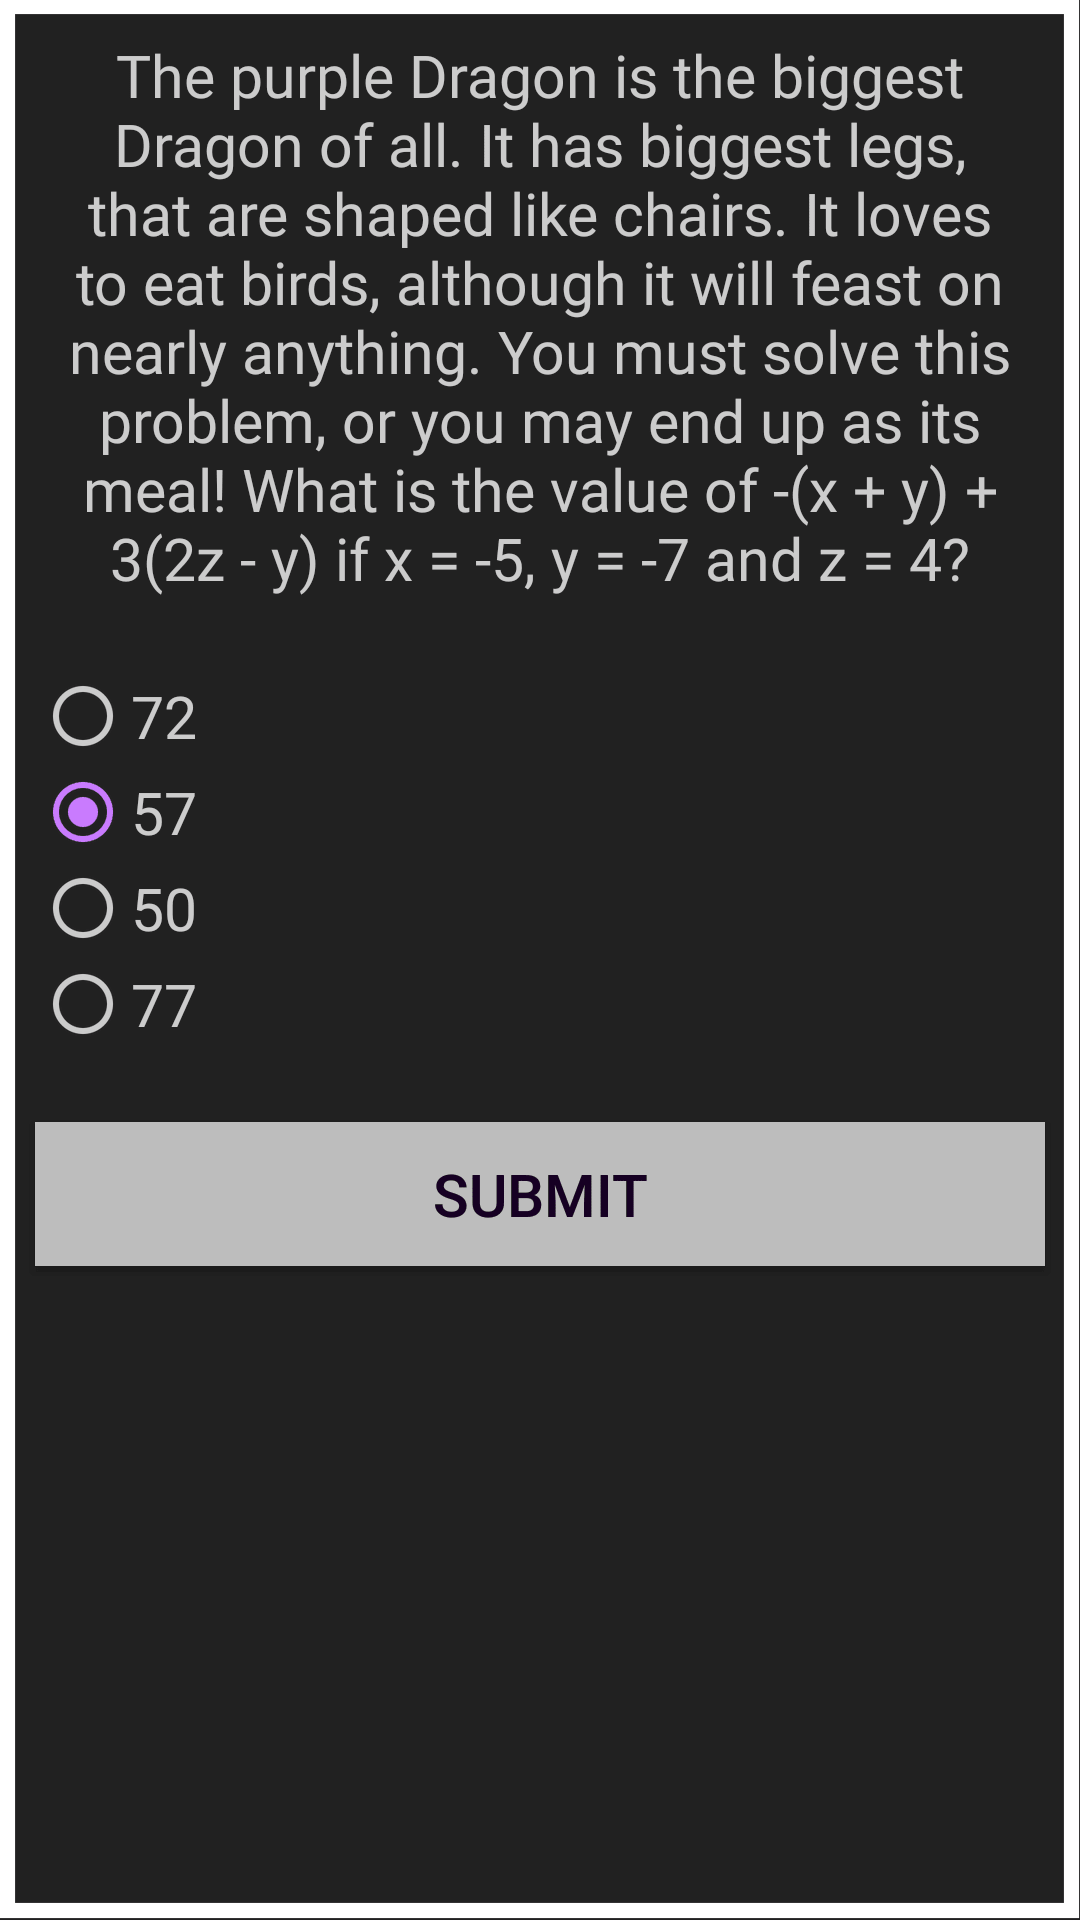 The purple Dragon is the biggest
Dragon of all. It has biggest legs,
that are shaped like chairs. It loves
to eat birds, although it will feast on
nearly anything. You must solve this
problem, or you may end up as its
meal! What is the value of -(x + y) +
3(2z - y) if x = -5, y = -7 and z = 4?
72
57
50
77
SUBMIT